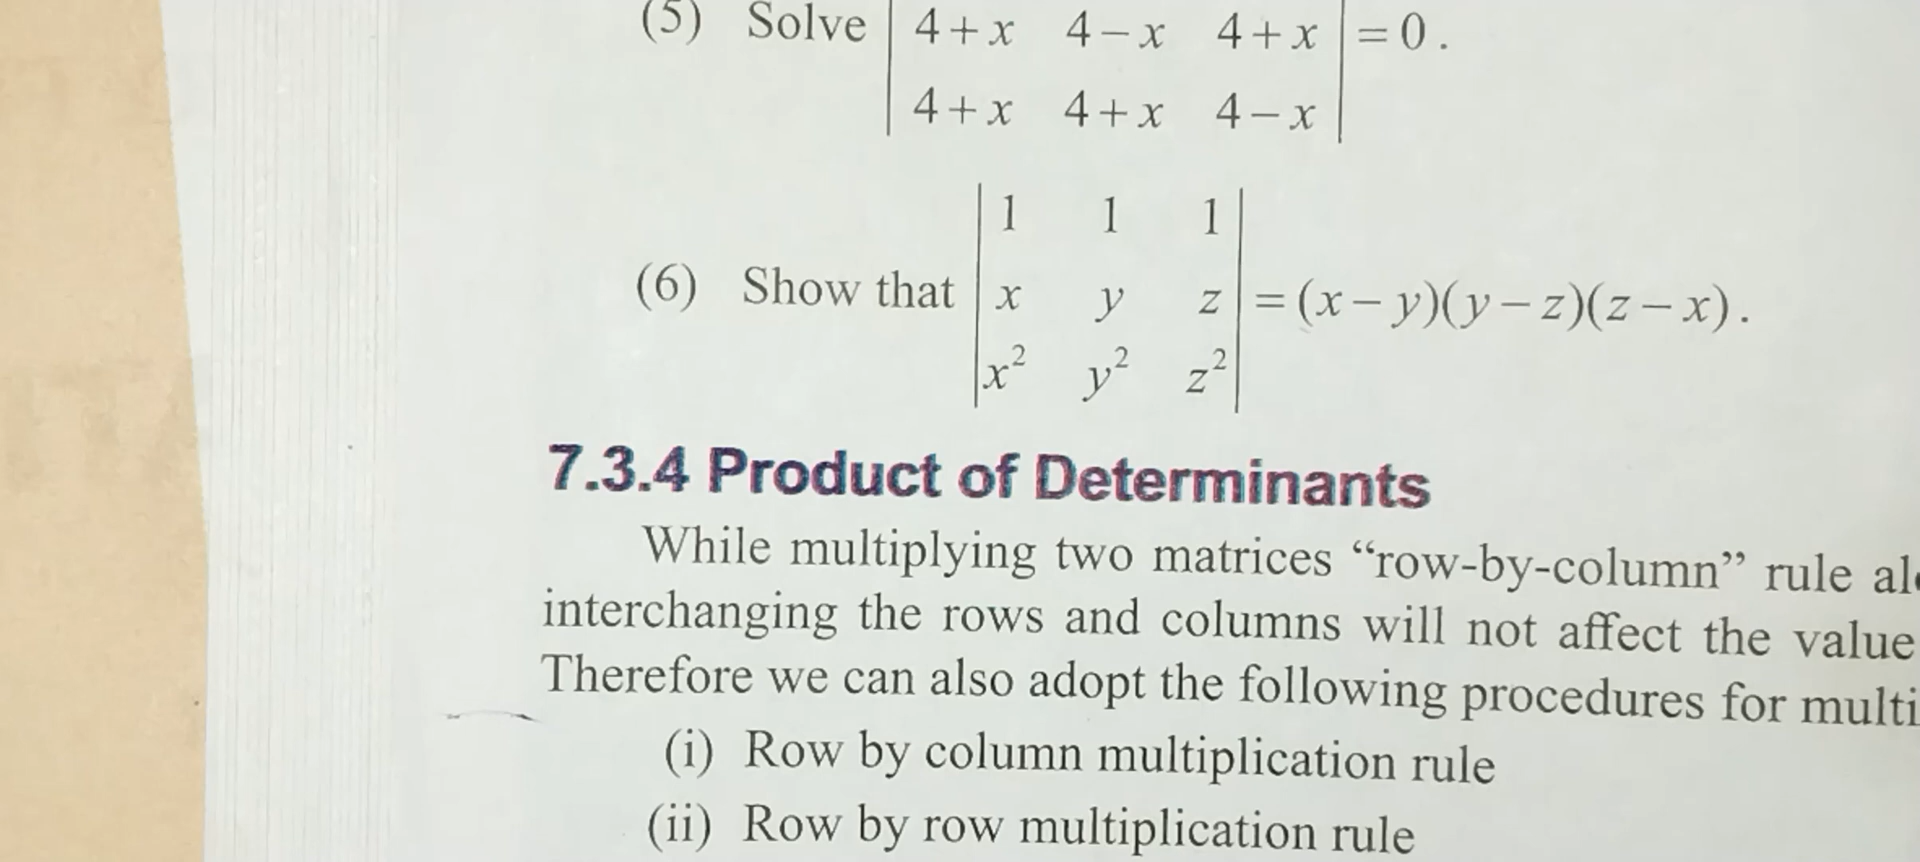 (5) Solve | 4+x 4−x 4+x | = 0.
4+x 4+x 4−x
1 1 1
(6) Show that | x y z | = (x−y)(y−z)(z−x).
x² y² z²
7.3.4 Product of Determinants
While multiplying two matrices “row-by-column” rule
interchanging the rows and columns will not affect the value
Therefore we can also adopt the following procedures for
(i) Row by column multiplication rule
(ii) Row by row multiplication rule